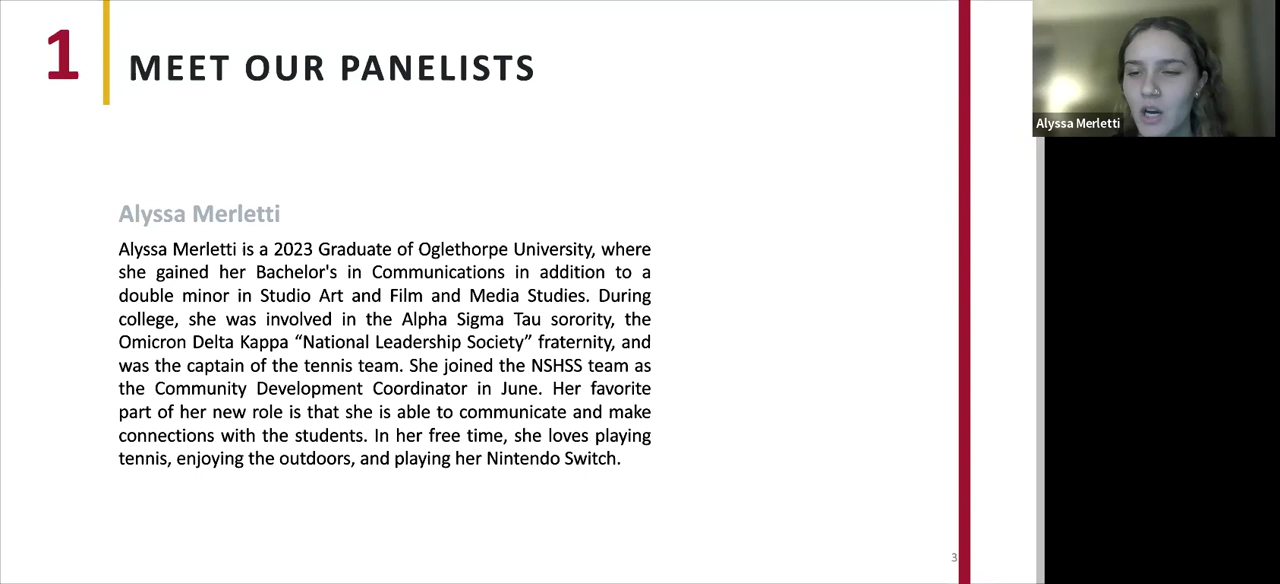 1
MEET OUR PANELISTS
Alyssa Merletti
Alyssa Merletti
Alyssa Merletti is a 2023 Graduate of Oglethorpe University, where
she gained her Bachelor's in Communications in addition to a
double minor in Studio Art and Film and Media Studies. During
college, she was involved in the Alpha Sigma Tau sorority, the
Omicron Delta Kappa “National Leadership Society” fraternity, and
was the captain of the tennis team. She joined the NSHSS team as
the Community Development Coordinator in June. Her favorite
part of her new role is that she is able to communicate and make
connections with the students. In her free time, she loves playing
tennis, enjoying the outdoors, and playing her Nintendo Switch.
3